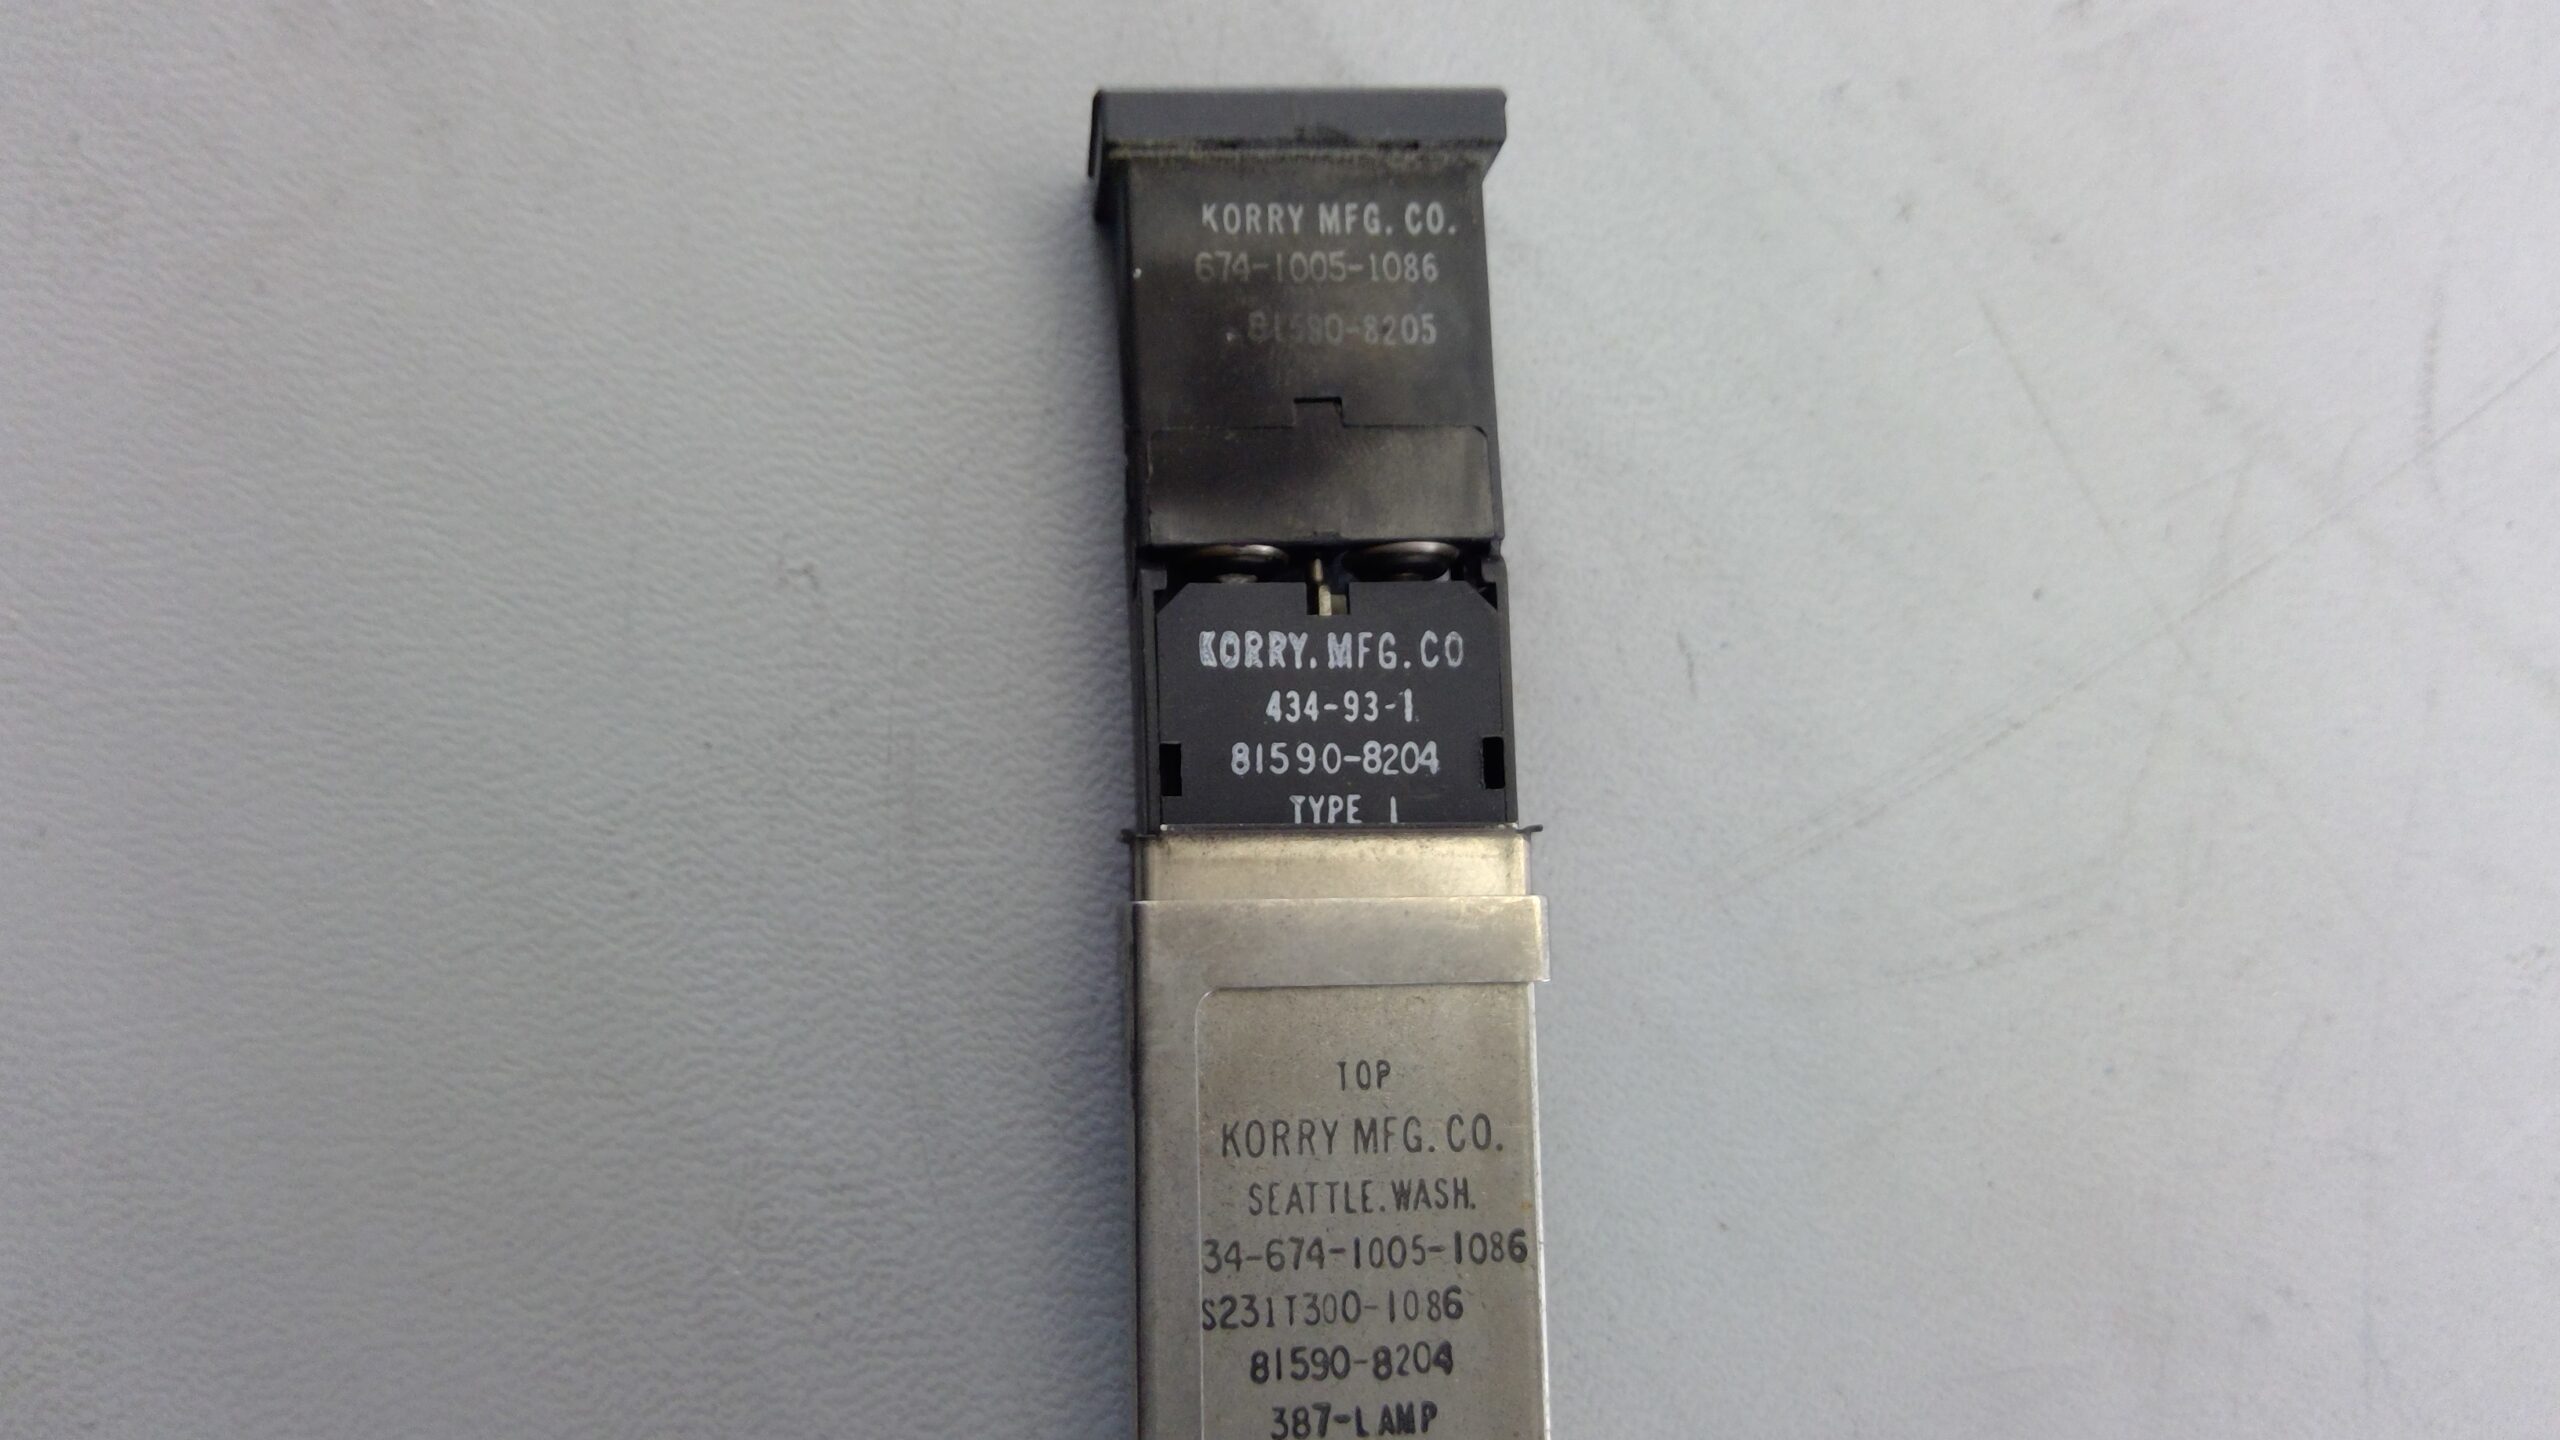 KORRY MFG. CO.
674-1005-1086
81590-8205
KORRY. MFG. CO
434-93-1
81590-8204
TYPE 1
TOP
KORRY MFG. CO.
SEATTLE. WASH.
34-674-1005-1086
S231T300-1086
81590-8204
387-LAMP